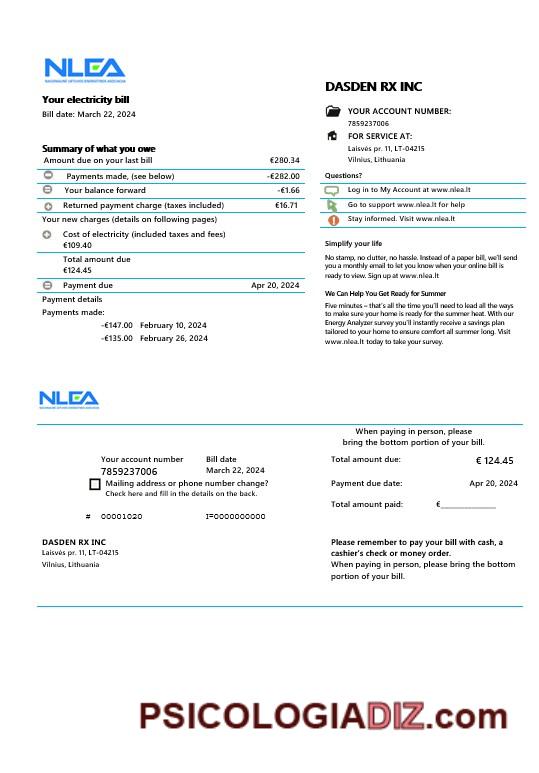 NLEA
Your electricity bill
Bill date: March 22, 2024
Summary of what you owe
Amount due on your last bill €280.34
Payments made, (see below) -€282.00
Your balance forward -€1.66
Returned payment charge (taxes included) €16.71
Your new charges (details on following pages)
Cost of electricity (included taxes and fees)
€109.40
Total amount due
€124.45
Payment due Apr 20, 2024
Payment details
Payments made:
-€147.00 February 10, 2024
-€135.00 February 26, 2024
DASDEN RX INC
YOUR ACCOUNT NUMBER:
7859237006
FOR SERVICE AT:
Laisvės pr. 11, LT-04215
Vilnius, Lithuania
Questions?
Log in to My Account at www.nlea.lt
Go to support www.nlea.lt for help
Stay informed. Visit www.nlea.lt
Simplify your life
No stamp, no clutter, no hassle. Instead of a paper bill, we'll send
you a monthly email to let you know when your online bill is
ready to view. Sign up at www.nlea.lt
We Can Help You Get Ready for Summer
Five minutes – that's all the time you'll need to lead all the ways
to make sure your home is ready for the summer heat. With our
Energy Analyzer survey you'll instantly receive a savings plan
tailored to your home to ensure comfort all summer long. Visit
www.nlea.lt today to take your survey.
NLEA
When paying in person, please
bring the bottom portion of your bill.
Your account number Bill date
7859237006 March 22, 2024
Mailing address or phone number change?
Check here and fill in the details on the back.
# 00001020 I=0000000000
Total amount due: € 124.45
Payment due date: Apr 20, 2024
Total amount paid: €____________
DASDEN RX INC
Laisvės pr. 11, LT-04215
Vilnius, Lithuania
Please remember to pay your bill with cash, a
cashier's check or money order.
When paying in person, please bring the bottom
portion of your bill.
PSICOLOGIADIZ.com